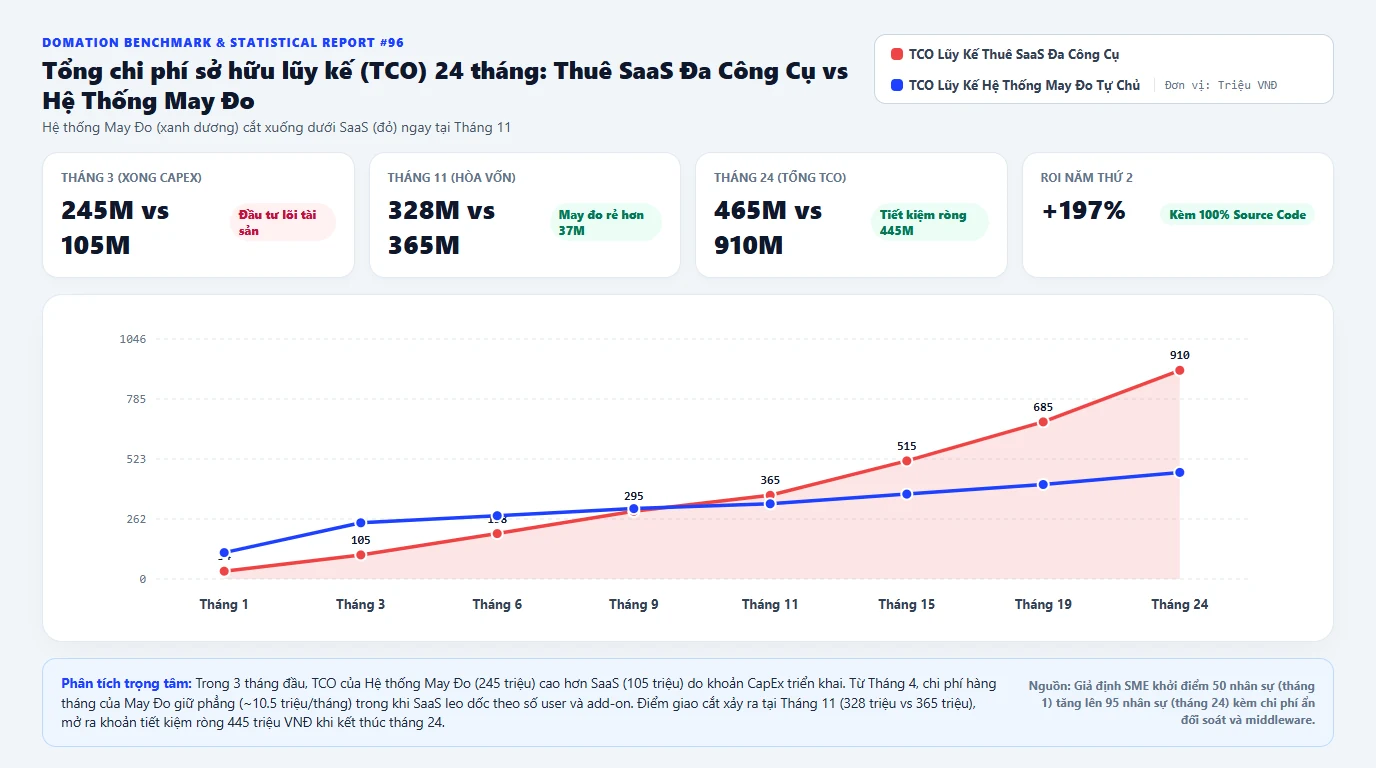 DOMATION BENCHMARK & STATISTICAL REPORT #96
Tổng chi phí sở hữu lũy kế (TCO) 24 tháng: Thuê SaaS Đa Công Cụ vs
Hệ Thống May Đo
Hệ thống May Đo (xanh dương) cắt xuống dưới SaaS (đỏ) ngay tại Tháng 11
TCO Lũy Kế Thuê SaaS Đa Công Cụ
TCO Lũy Kế Hệ Thống May Đo Tự Chủ
Đơn vị: Triệu VNĐ
THÁNG 3 (XONG CAPEX)
245M vs
105M
Đầu tư lõi tài
sản
THÁNG 11 (HÒA VỐN)
328M vs
365M
May đo rẻ hơn
37M
THÁNG 24 (TỔNG TCO)
465M vs
910M
Tiết kiệm ròng
445M
ROI NĂM THỨ 2
+197%
Kèm 100% Source Code
1046
785
523
262
0
105
295
365
515
685
910
Tháng 1
Tháng 3
Tháng 6
Tháng 9
Tháng 11
Tháng 15
Tháng 19
Tháng 24
Phân tích trọng tâm: Trong 3 tháng đầu, TCO của Hệ thống May Đo (245 triệu) cao hơn SaaS (105 triệu) do khoản CapEx triển khai. Từ Tháng 4, chi phí hàng
tháng của May Đo giữ phẳng (~10.5 triệu/tháng) trong khi SaaS leo dốc theo số user và add-on. Điểm giao cắt xảy ra tại Tháng 11 (328 triệu vs 365 triệu),
mở ra khoản tiết kiệm ròng 445 triệu VNĐ khi kết thúc tháng 24.
Nguồn: Giả định SME khởi điểm 50 nhân sự (tháng
1) tăng lên 95 nhân sự (tháng 24) kèm chi phí ẩn
đối soát và middleware.